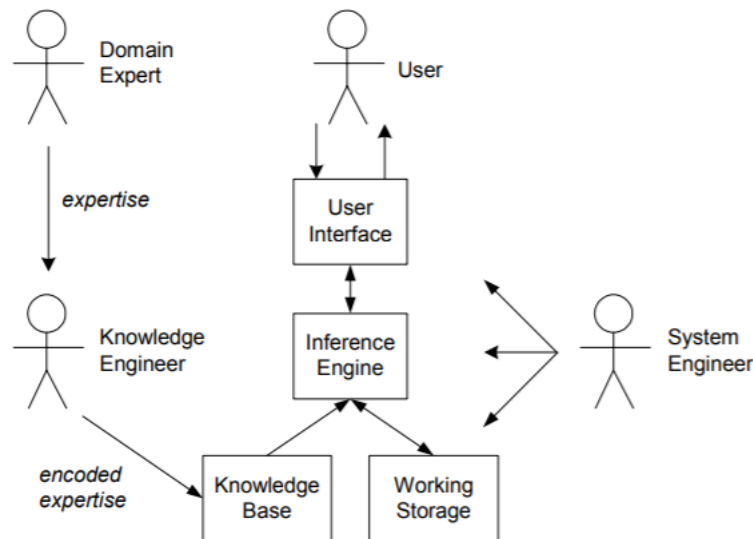 Domain
Expert
User
expertise
User
Interface
Knowledge
Engineer
Inference
Engine
System
Engineer
encoded
expertise
Knowledge
Base
Working
Storage